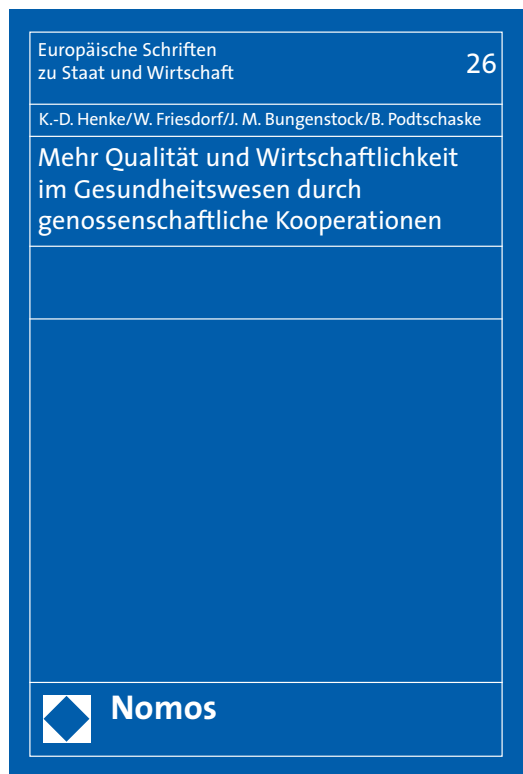 Europäische Schriften
zu Staat und Wirtschaft
26
K.-D. Henke/W. Friesdorf/J. M. Bungenstock/B. Podtschaske
Mehr Qualität und Wirtschaftlichkeit
im Gesundheitswesen durch
genossenschaftliche Kooperationen
Nomos